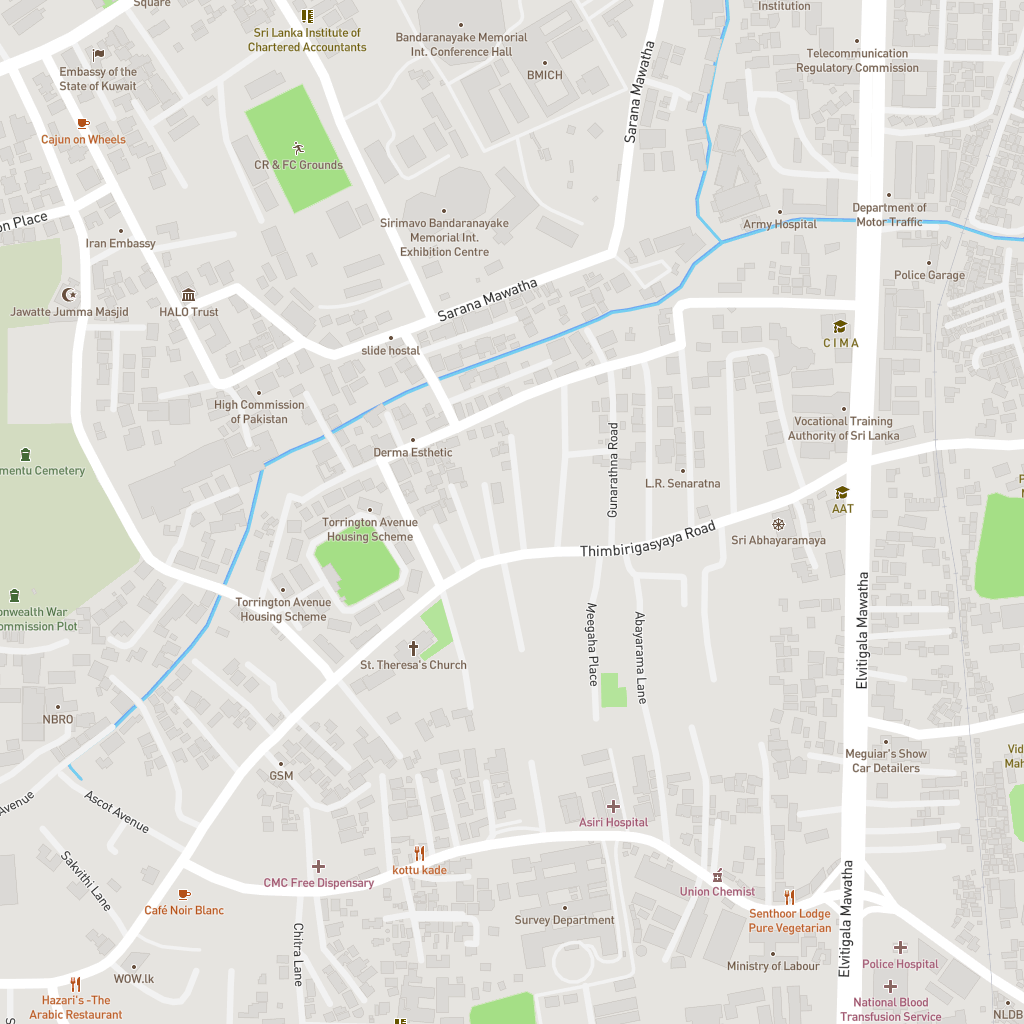 Square
Institution
Sri Lanka Institute of
Chartered Accountants
Bandaranayake Memorial
Int. Conference Hall
BMICH
Telecommunication
Regulatory Commission
Embassy of the
State of Kuwait
Cajun on Wheels
Sarana Mawatha
CR & FC Grounds
Department of
Motor Traffic
Army Hospital
on Place
Iran Embassy
Sirimavo Bandaranayake
Memorial Int.
Exhibition Centre
Police Garage
Jawatte Jumma Masjid
HALO Trust
Sarana Mawatha
slide hostal
C I M A
High Commission
of Pakistan
Vocational Training
Authority of Sri Lanka
Derma Esthetic
Gunarathna Road
mentu Cemetery
L.R. Senaratna
AAT
Torrington Avenue
Housing Scheme
Thimbirigasyaya Road
Sri Abhayaramaya
Torrington Avenue
Housing Scheme
onwealth War
ommission Plot
Meegaha Place
Abayarama Lane
Elvitigala Mawatha
St. Theresa's Church
NBRO
GSM
Meguiar's Show
Car Detailers
Vid
Mah
Avenue
Ascot Avenue
Asiri Hospital
Sakvithi Lane
kottu kade
CMC Free Dispensary
Union Chemist
Elvitigala Mawatha
Café Noir Blanc
Survey Department
Senthoor Lodge
Pure Vegetarian
Chitra Lane
WOW.lk
Ministry of Labour
Police Hospital
Hazari's -The
Arabic Restaurant
National Blood
Transfusion Service
NLDB